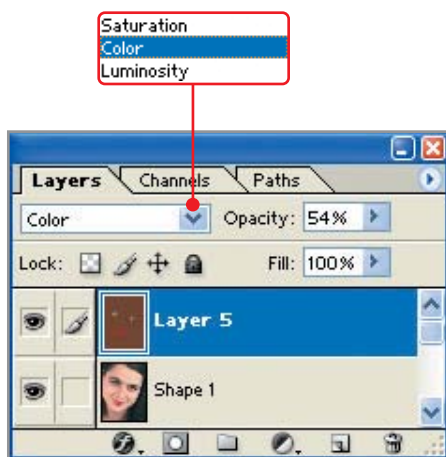 Saturation
Color
Luminosity
Layers Channels Paths
Color Opacity: 54%
Lock: Fill: 100%
Layer 5
Shape 1